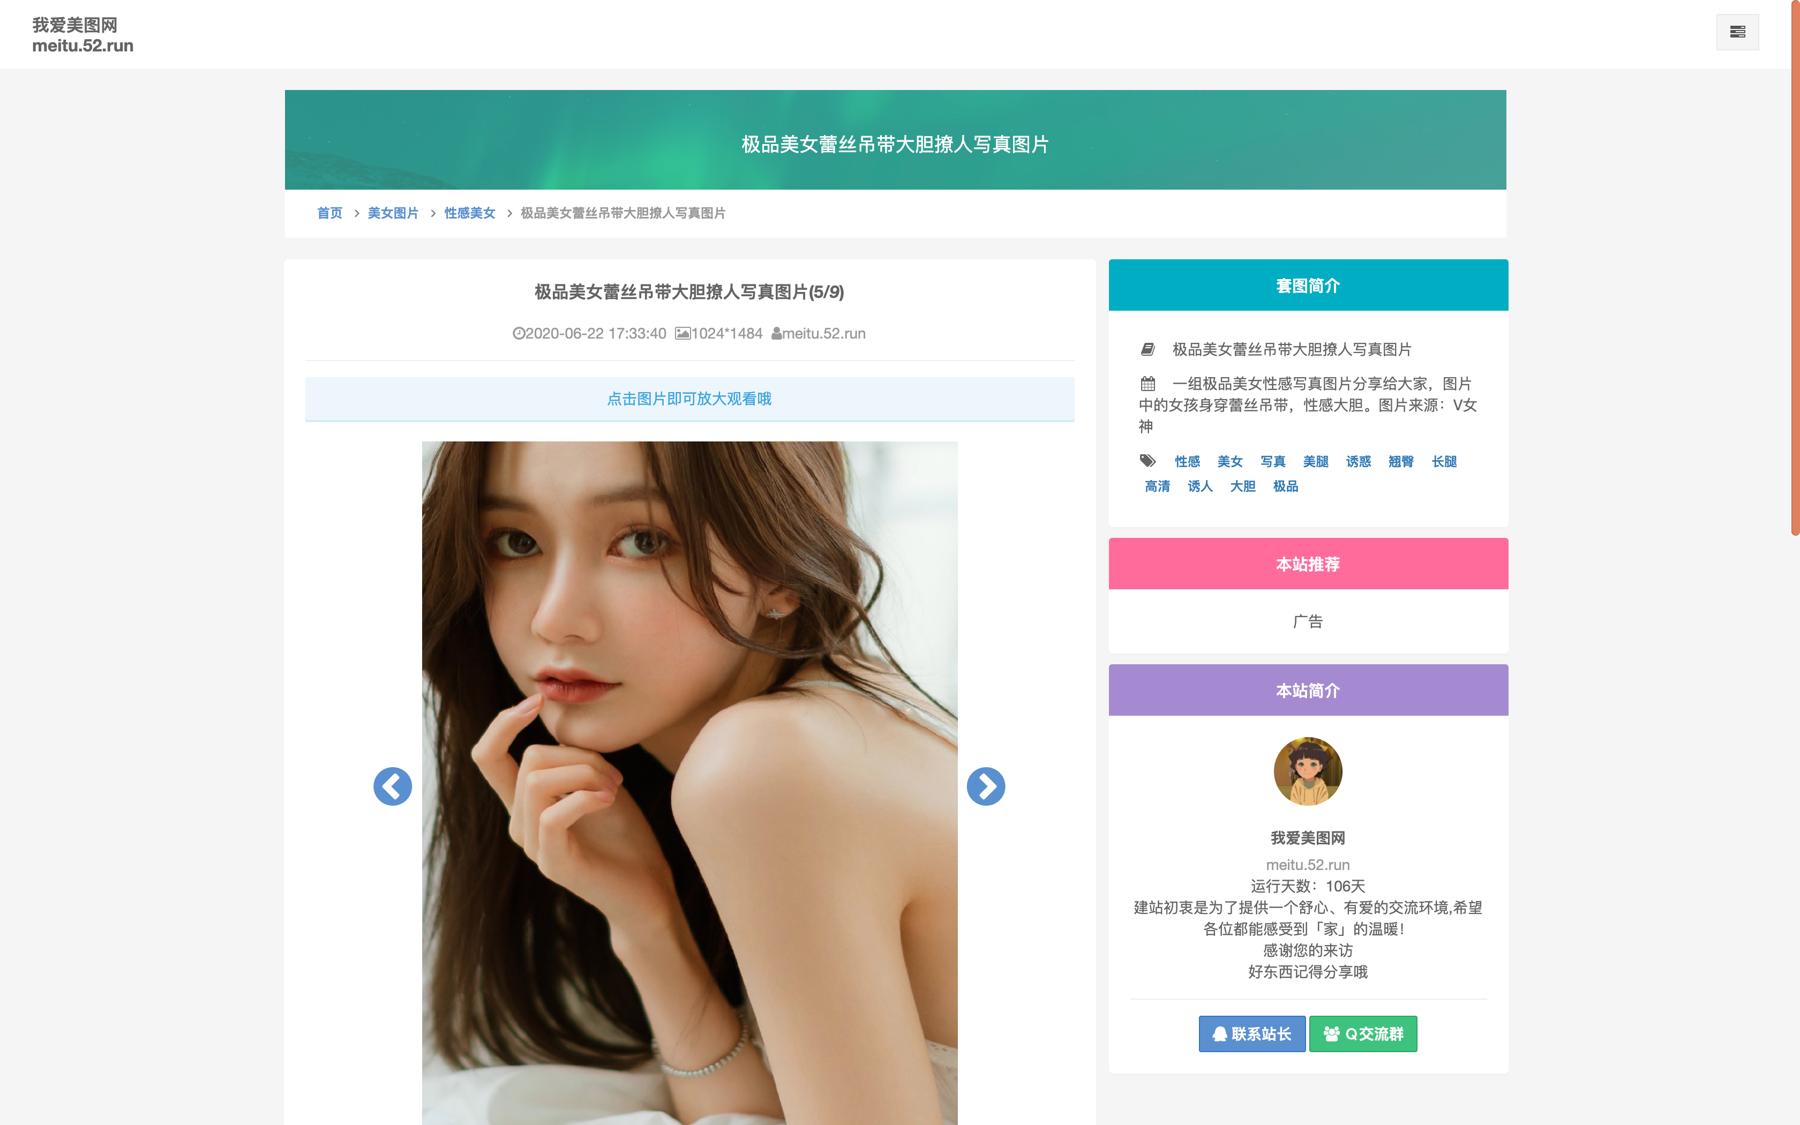 我爱美图网
meitu.52.run
极品美女蕾丝吊带大胆撩人写真图片
首页 > 美女图片 > 性感美女 > 极品美女蕾丝吊带大胆撩人写真图片
极品美女蕾丝吊带大胆撩人写真图片(5/9)
2020-06-22 17:33:40 1024*1484 meitu.52.run
点击图片即可放大观看哦
套图简介
极品美女蕾丝吊带大胆撩人写真图片
一组极品美女性感写真图片分享给大家，图片
中的女孩身穿蕾丝吊带，性感大胆。图片来源：V女
神
性感 美女 写真 美腿 诱惑 翘臀 长腿
高清 诱人 大胆 极品
本站推荐
广告
本站简介
我爱美图网
meitu.52.run
运行天数：106天
建站初衷是为了提供一个舒心、有爱的交流环境,希望
各位都能感受到「家」的温暖！
感谢您的来访
好东西记得分享哦
联系站长 Q交流群